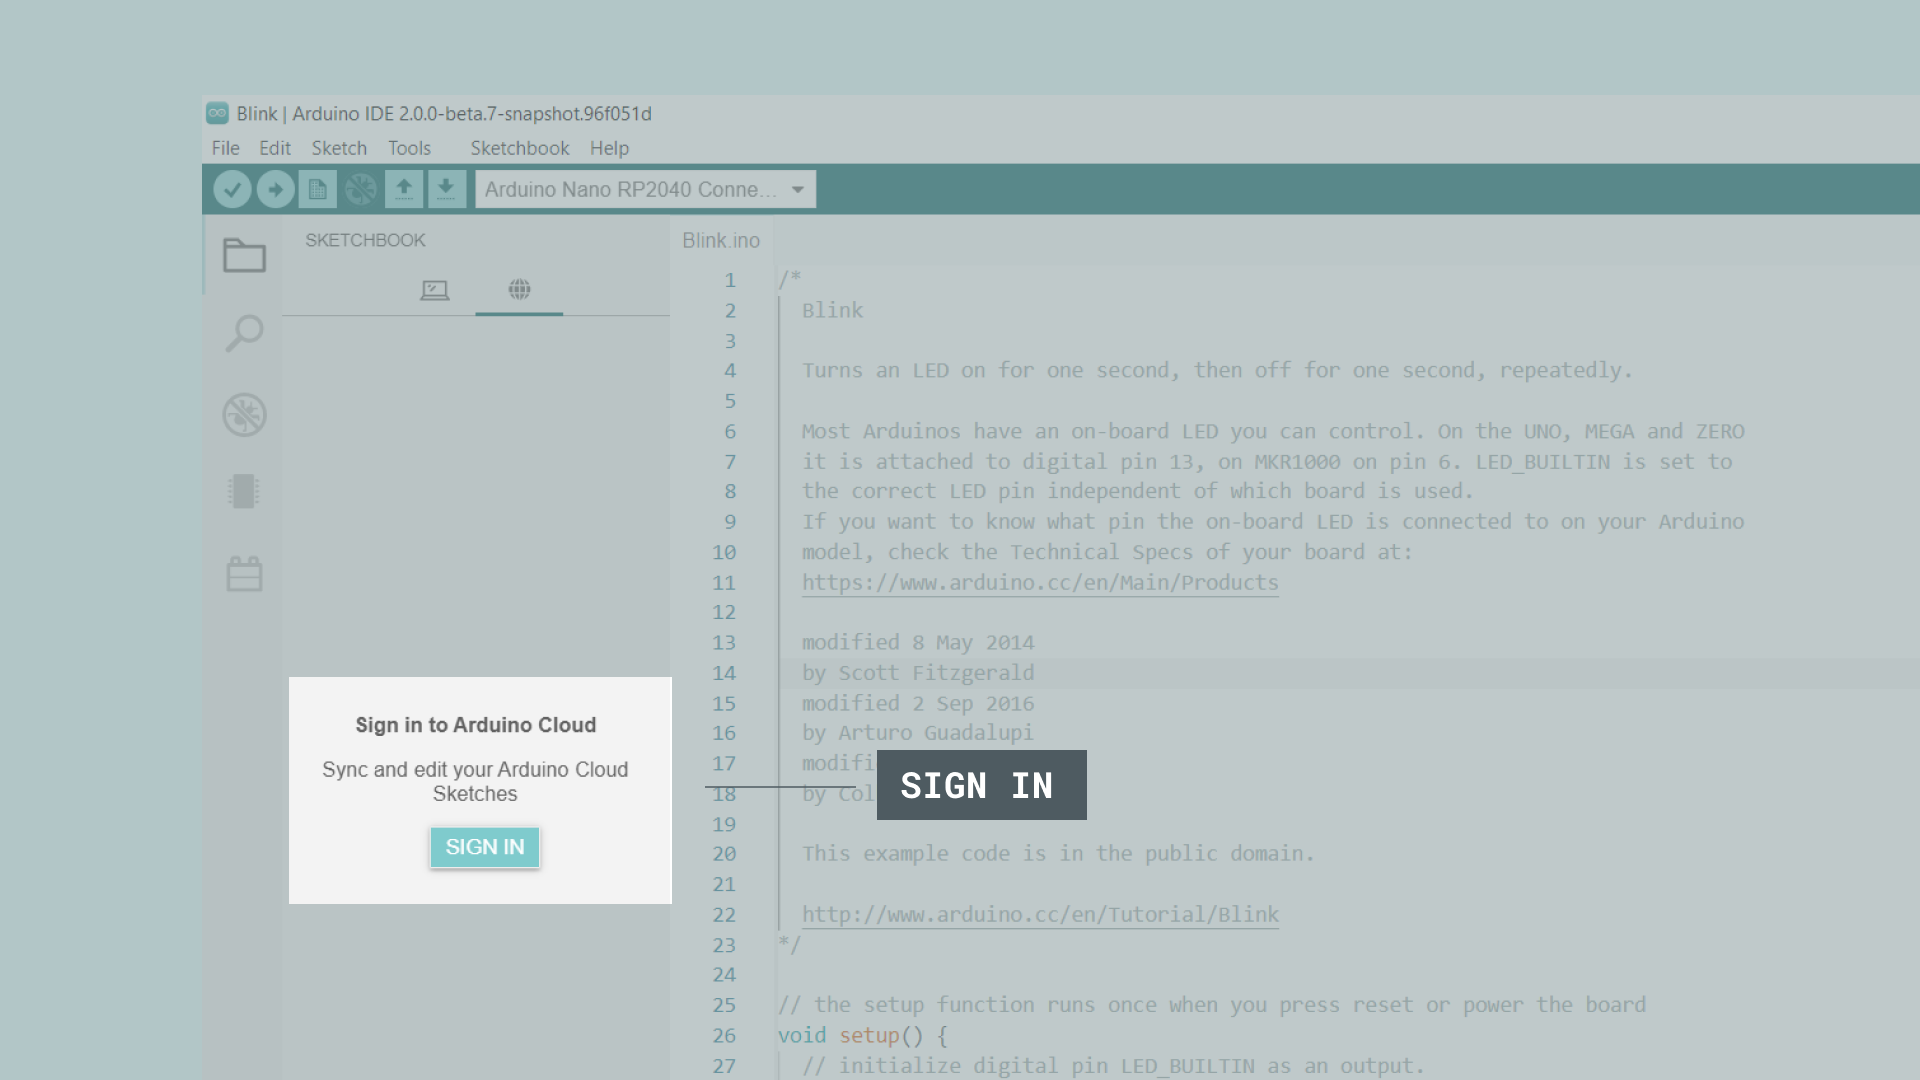 Blink | Arduino IDE 2.0.0-beta.7-snapshot.96f051d
File Edit Sketch Tools Sketchbook Help
Arduino Nano RP2040 Conne...
SKETCHBOOK
Blink.ino
Sign in to Arduino Cloud
Sync and edit your Arduino Cloud
Sketches
SIGN IN
SIGN IN
1 /*
2 Blink
3
4 Turns an LED on for one second, then off for one second, repeatedly.
5
6 Most Arduinos have an on-board LED you can control. On the UNO, MEGA and ZERO
7 it is attached to digital pin 13, on MKR1000 on pin 6. LED_BUILTIN is set to
8 the correct LED pin independent of which board is used.
9 If you want to know what pin the on-board LED is connected to on your Arduino
10 model, check the Technical Specs of your board at:
11 https://www.arduino.cc/en/Main/Products
12
13 modified 8 May 2014
14 by Scott Fitzgerald
15 modified 2 Sep 2016
16 by Arturo Guadalupi
17 modifi
18 by Col
19
20 This example code is in the public domain.
21
22 http://www.arduino.cc/en/Tutorial/Blink
23 */
24
25 // the setup function runs once when you press reset or power the board
26 void setup() {
27 // initialize digital pin LED_BUILTIN as an output.